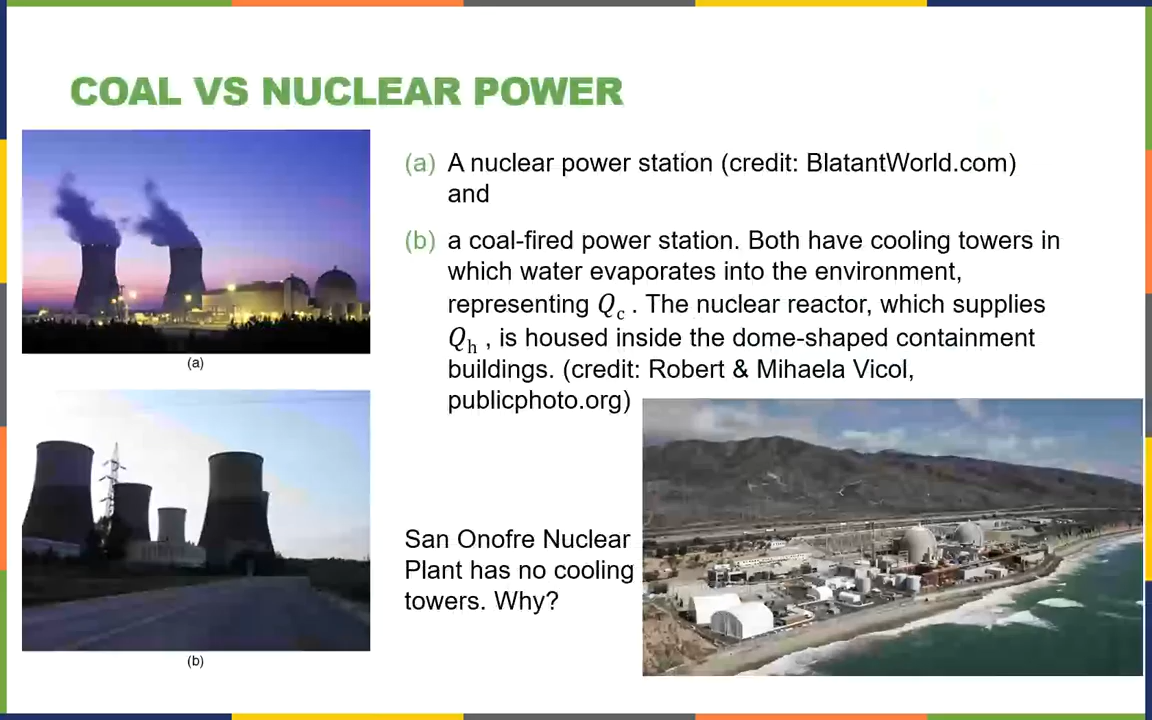 COAL VS NUCLEAR POWER
(a) A nuclear power station (credit: BlatantWorld.com)
and
(b) a coal-fired power station. Both have cooling towers in
which water evaporates into the environment,
representing Q_c . The nuclear reactor, which supplies
Q_h , is housed inside the dome-shaped containment
buildings. (credit: Robert & Mihaela Vicol,
publicphoto.org)
(a)
San Onofre Nuclear
Plant has no cooling
towers. Why?
(b)